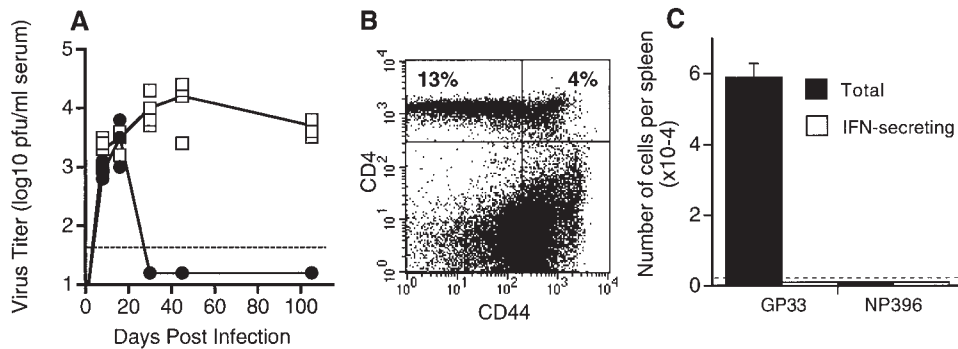 A
Virus Titer (log10 pfu/ml serum)
5
4
3
2
1
0 20 40 60 80 100
Days Post Infection
B
CD4
10^4
10^3
10^2
10^1
10^0
13% 4%
10^0 10^1 10^2 10^3 10^4
CD44
C
Number of cells per spleen
(x10-4)
6
4
2
0
Total
IFN-secreting
GP33 NP396